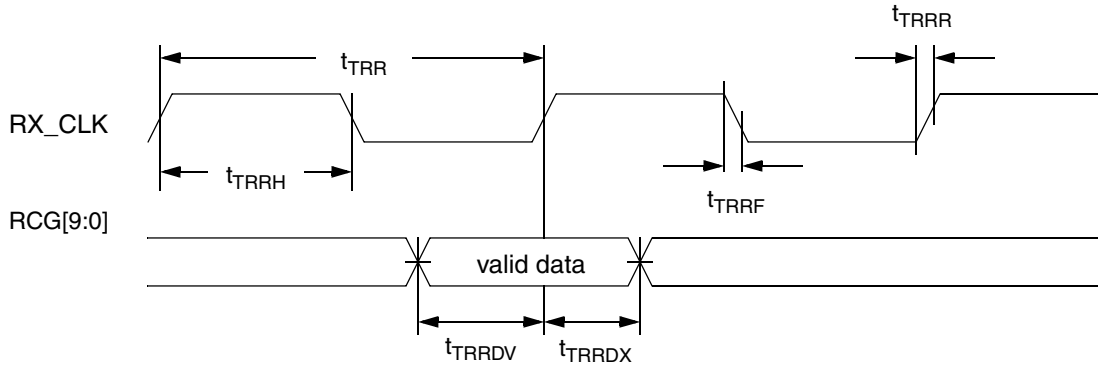 tTRRR
tTRR
RX_CLK
tTRRH
tTRRF
RCG[9:0]
valid data
tTRRDV
tTRRDX